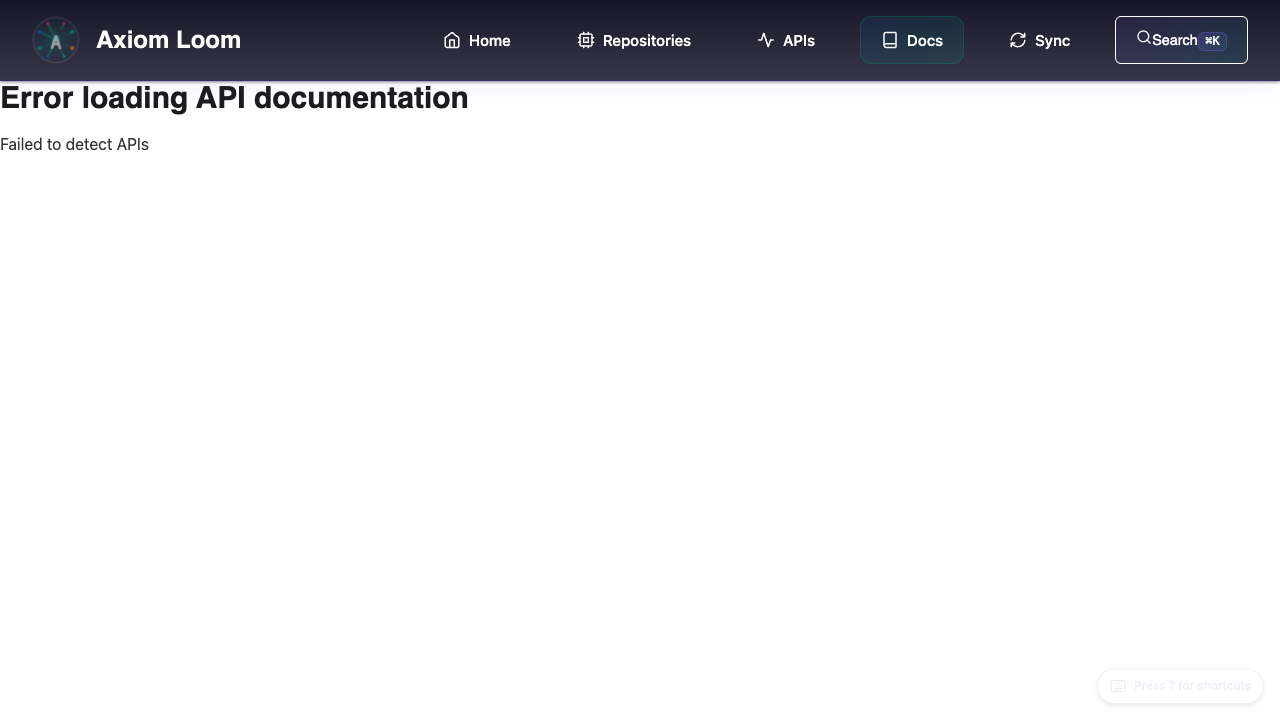 A
Axiom Loom
Home
Repositories
APIs
Docs
Sync
Search ⌘K
Error loading API documentation
Failed to detect APIs
Press ? for shortcuts